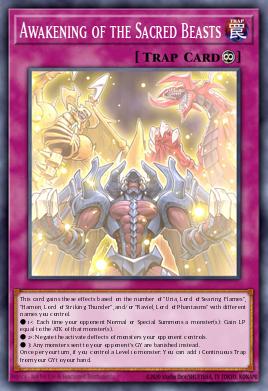 Awakening of the Sacred Beasts
TRAP
罠
[Trap Card
]
This card gains these effects based on the number of "Uria, Lord of Searing Flames",
"Hamon, Lord of Striking Thunder", and/or "Raviel, Lord of Phantasms" with different
names you control.
●1+: Each time your opponent Normal or Special Summons a monster(s): Gain LP
equal to the ATK of that monster(s).
●2+: Negate the activated effects of monsters your opponent controls.
●3: Any monsters sent to your opponent's GY are banished instead.
Once per turn, if you control a Level 10 monster: You can add 1 Continuous Trap
from your GY to your hand.